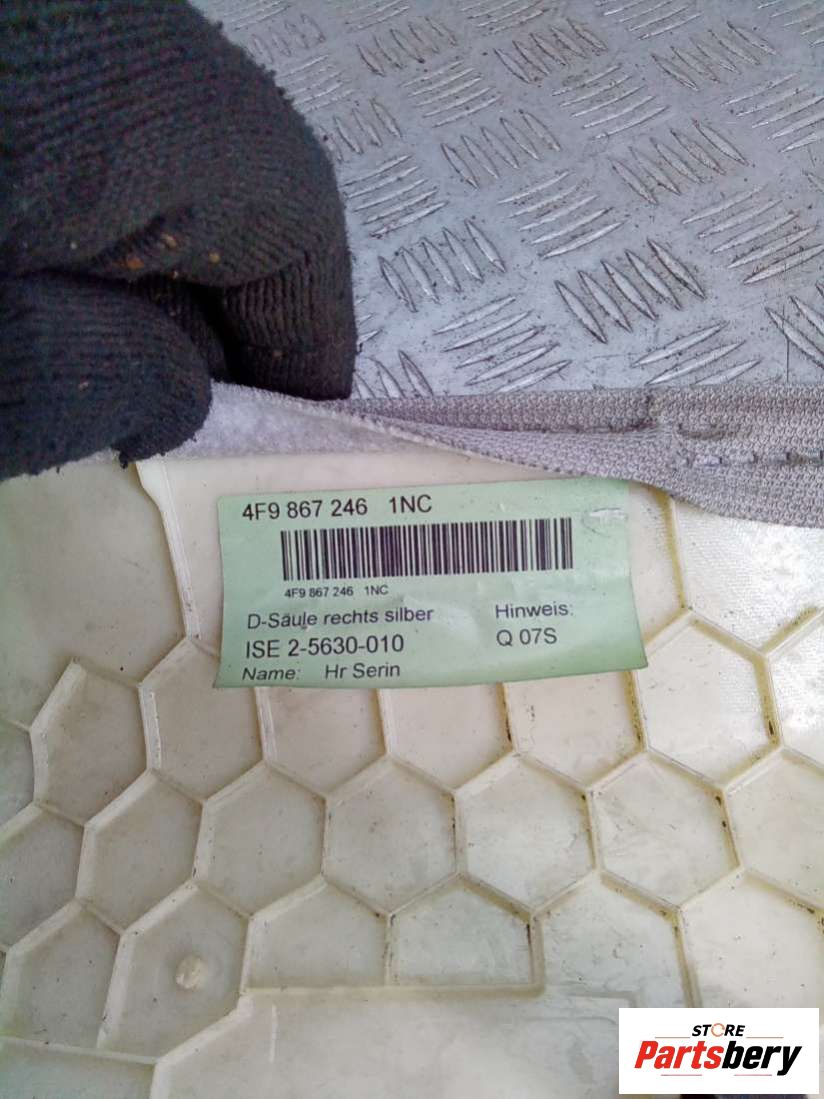 4F9 867 246 1NC
4F9 867 246 1NC
D-Säule rechts silber
Hinweis:
ISE 2-5630-010
Q 07S
Name: Hr Serin
STORE
Partsbery